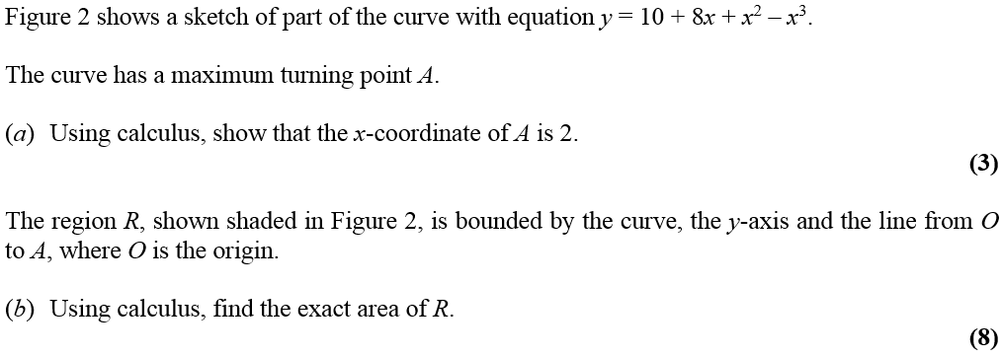 Figure 2 shows a sketch of part of the curve with equation y = 10 + 8x + x² – x³.
The curve has a maximum turning point A.
(a) Using calculus, show that the x-coordinate of A is 2.
(3)
The region R, shown shaded in Figure 2, is bounded by the curve, the y-axis and the line from O
to A, where O is the origin.
(b) Using calculus, find the exact area of R.
(8)